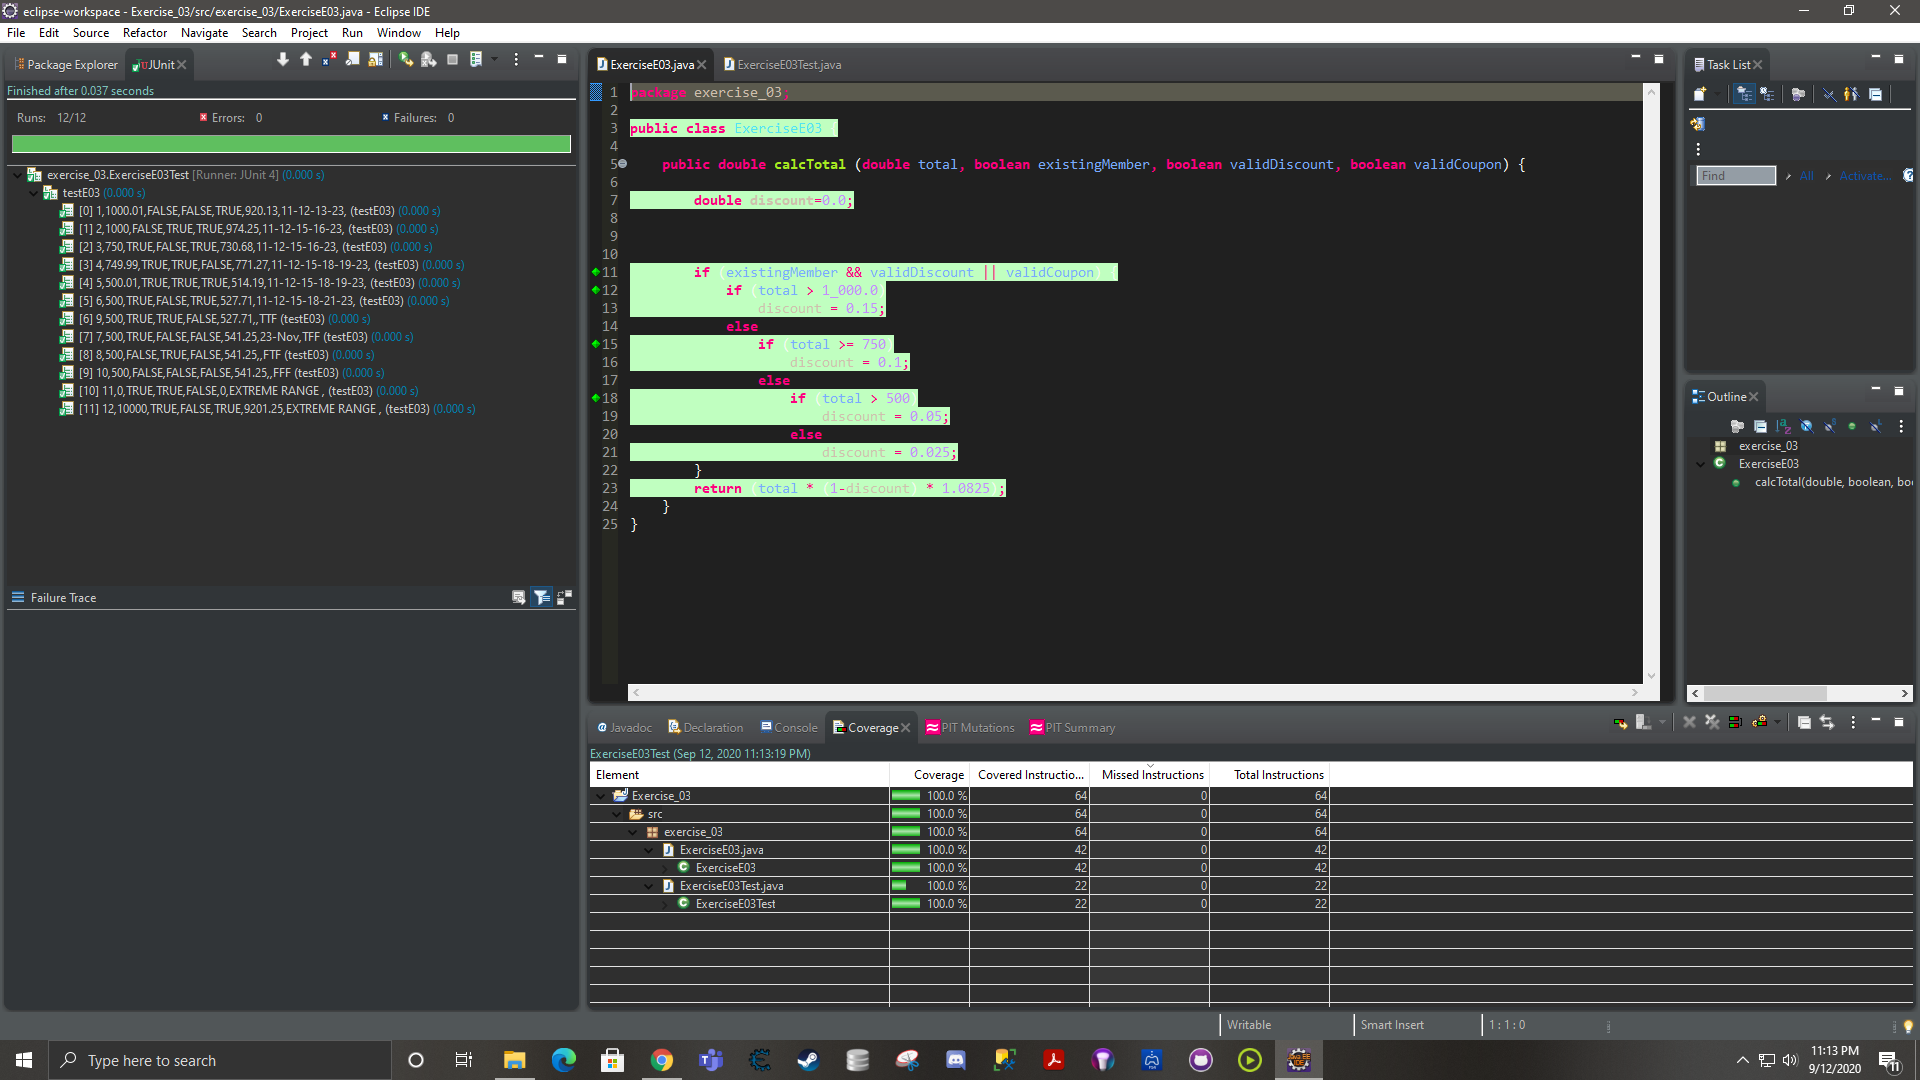 eclipse-workspace - Exercise_03/src/exercise_03/ExerciseE03.java - Eclipse IDE
File Edit Source Refactor Navigate Search Project Run Window Help
Package Explorer JUnit
Finished after 0.037 seconds
Runs: 12/12 Errors: 0 Failures: 0
exercise_03.ExerciseE03Test [Runner: JUnit 4] (0.000 s)
testE03 (0.000 s)
[0] 1,1000.01,FALSE,FALSE,TRUE,920.13,11-12-13-23, (testE03) (0.000 s)
[1] 2,1000,FALSE,TRUE,TRUE,974.25,11-12-15-16-23, (testE03) (0.000 s)
[2] 3,750,TRUE,FALSE,TRUE,730.68,11-12-15-16-23, (testE03) (0.000 s)
[3] 4,749.99,TRUE,TRUE,FALSE,771.27,11-12-15-18-19-23, (testE03) (0.000 s)
[4] 5,500.01,TRUE,TRUE,TRUE,514.19,11-12-15-18-19-23, (testE03) (0.000 s)
[5] 6,500,TRUE,FALSE,TRUE,527.71,11-12-15-18-21-23, (testE03) (0.000 s)
[6] 9,500,TRUE,TRUE,FALSE,527.71,,TTF (testE03) (0.000 s)
[7] 7,500,TRUE,FALSE,FALSE,541.25,23-Nov,TFF (testE03) (0.000 s)
[8] 8,500,FALSE,TRUE,FALSE,541.25,,FTF (testE03) (0.000 s)
[9] 10,500,FALSE,FALSE,FALSE,541.25,,FFF (testE03) (0.000 s)
[10] 11,0,TRUE,TRUE,FALSE,0,EXTREME RANGE , (testE03) (0.000 s)
[11] 12,10000,TRUE,FALSE,TRUE,9201.25,EXTREME RANGE , (testE03) (0.000 s)
Failure Trace
ExerciseE03.java ExerciseE03Test.java
1 package exercise_03;
2
3 public class ExerciseE03 {
4
5 public double calcTotal (double total, boolean existingMember, boolean validDiscount, boolean validCoupon) {
6
7 double discount=0.0;
8
9
10
11 if (existingMember && validDiscount || validCoupon) {
12 if (total > 1_000.0)
13 discount = 0.15;
14 else
15 if (total >= 750)
16 discount = 0.1;
17 else
18 if (total > 500)
19 discount = 0.05;
20 else
21 discount = 0.025;
22 }
23 return (total * (1-discount) * 1.0825);
24 }
25 }
Task List
Find All Activate...
Outline
exercise_03
ExerciseE03
calcTotal(double, boolean, boo
Javadoc Declaration Console Coverage PIT Mutations PIT Summary
ExerciseE03Test (Sep 12, 2020 11:13:19 PM)
Element Coverage Covered Instructio... Missed Instructions Total Instructions
Exercise_03 100.0 % 64 0 64
src 100.0 % 64 0 64
exercise_03 100.0 % 64 0 64
ExerciseE03.java 100.0 % 42 0 42
ExerciseE03 100.0 % 42 0 42
ExerciseE03Test.java 100.0 % 22 0 22
ExerciseE03Test 100.0 % 22 0 22
Writable Smart Insert 1 : 1 : 0
Type here to search
11:13 PM
9/12/2020
11